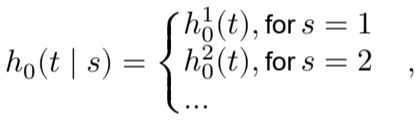 h_0(t | s) = { h_0^1(t), for s = 1
h_0^2(t), for s = 2 ,
...